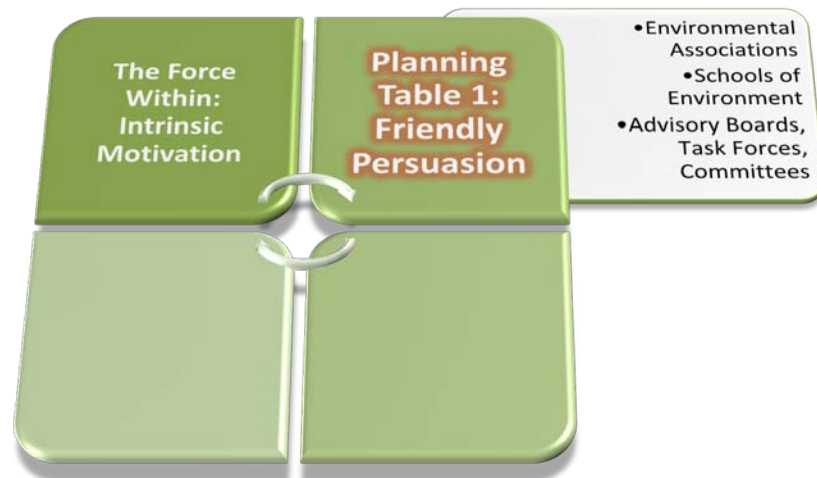 The Force
Within:
Intrinsic
Motivation
Planning
Table 1:
Friendly
Persuasion
•Environmental
Associations
•Schools of
Environment
•Advisory Boards,
Task Forces,
Committees